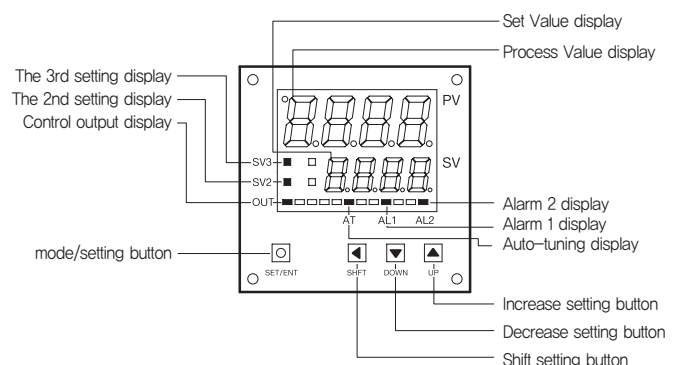 Set Value display
Process Value display
The 3rd setting display
The 2nd setting display
Control output display
PV
SV
SV3
SV2
OUT
AT AL1 AL2
Alarm 2 display
Alarm 1 display
Auto-tuning display
mode/setting button
SET/ENT SHFT DOWN UP
Increase setting button
Decrease setting button
Shift setting button